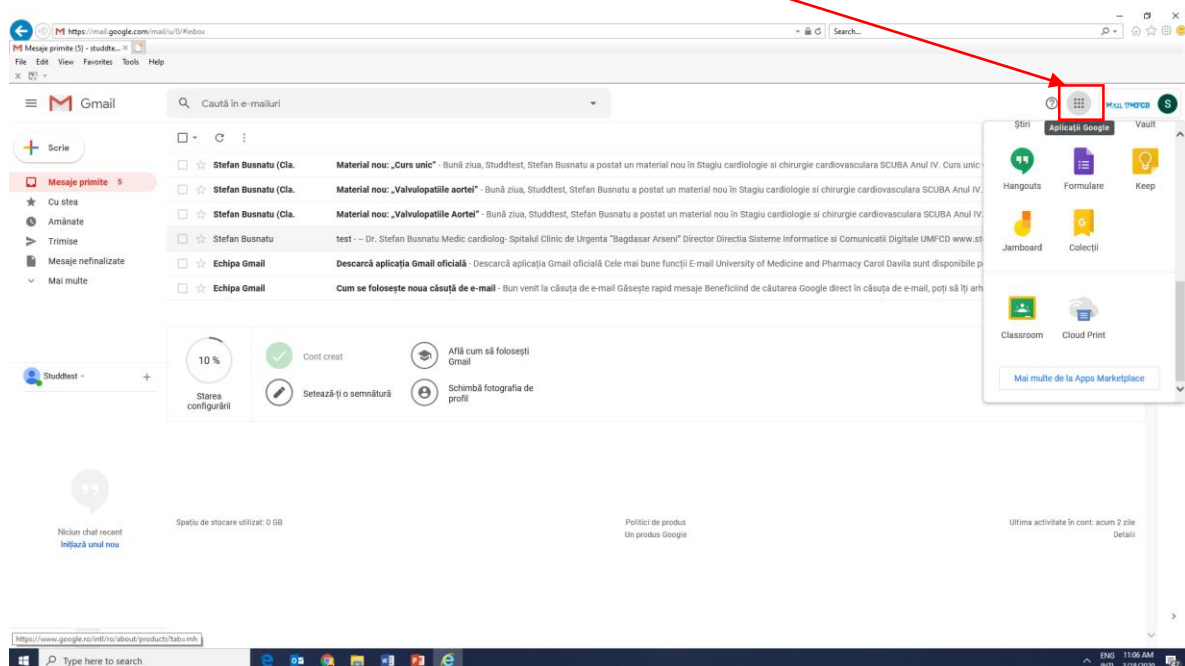 https://mail.google.com/mail/u/0/#inbox
Search...
Mesaje primite (5) - studdte...
File Edit View Favorites Tools Help
Gmail
Caută în e-mailuri
MAIL UMFCD
S
Aplicații Google
Scrie
Mesaje primite 5
Cu stea
Amânate
Trimise
Mesaje nefinalizate
Mai multe
Stefan Busnatu (Cla. Material nou: „Curs unic” - Bună ziua, Studdtest, Stefan Busnatu a postat un material nou în Stagiu cardiologie si chirurgie cardiovasculara SCUBA Anul IV. Curs unic
Stefan Busnatu (Cla. Material nou: „Valvulopatiile aortei” - Bună ziua, Studdtest, Stefan Busnatu a postat un material nou în Stagiu cardiologie si chirurgie cardiovasculara SCUBA Anul IV.
Stefan Busnatu (Cla. Material nou: „Valvulopatiile Aortei” - Bună ziua, Studdtest, Stefan Busnatu a postat un material nou în Stagiu cardiologie si chirurgie cardiovasculara SCUBA Anul IV.
Stefan Busnatu test - – Dr. Stefan Busnatu Medic cardiolog- Spitalul Clinic de Urgenta "Bagdasar Arseni" Director Directia Sisteme Informatice si Comunicatii Digitale UMFCD www.st
Echipa Gmail Descarcă aplicația Gmail oficială - Descarcă aplicația Gmail oficială Cele mai bune funcții E-mail University of Medicine and Pharmacy Carol Davila sunt disponibile p
Echipa Gmail Cum se folosește noua căsuță de e-mail - Bun venit la căsuța de e-mail Găsește rapid mesaje Beneficiind de căutarea Google direct în căsuța de e-mail, poți să îți arh
Știri Vault
Hangouts Formulare Keep
Jamboard Colecții
Classroom Cloud Print
Mai multe de la Apps Marketplace
10 %
Starea
configurării
Cont creat
Află cum să folosești
Gmail
Setează-ți o semnătură
Schimbă fotografia de
profil
Studdtest
Niciun chat recent
Inițiază unul nou
Spațiu de stocare utilizat: 0 GB
Politici de produs
Un produs Google
Ultima activitate în cont: acum 2 zile
Detalii
https://www.google.ro/intl/ro/about/products?tab=mh
Type here to search
ENG 11:06 AM
INTL 3/18/2020